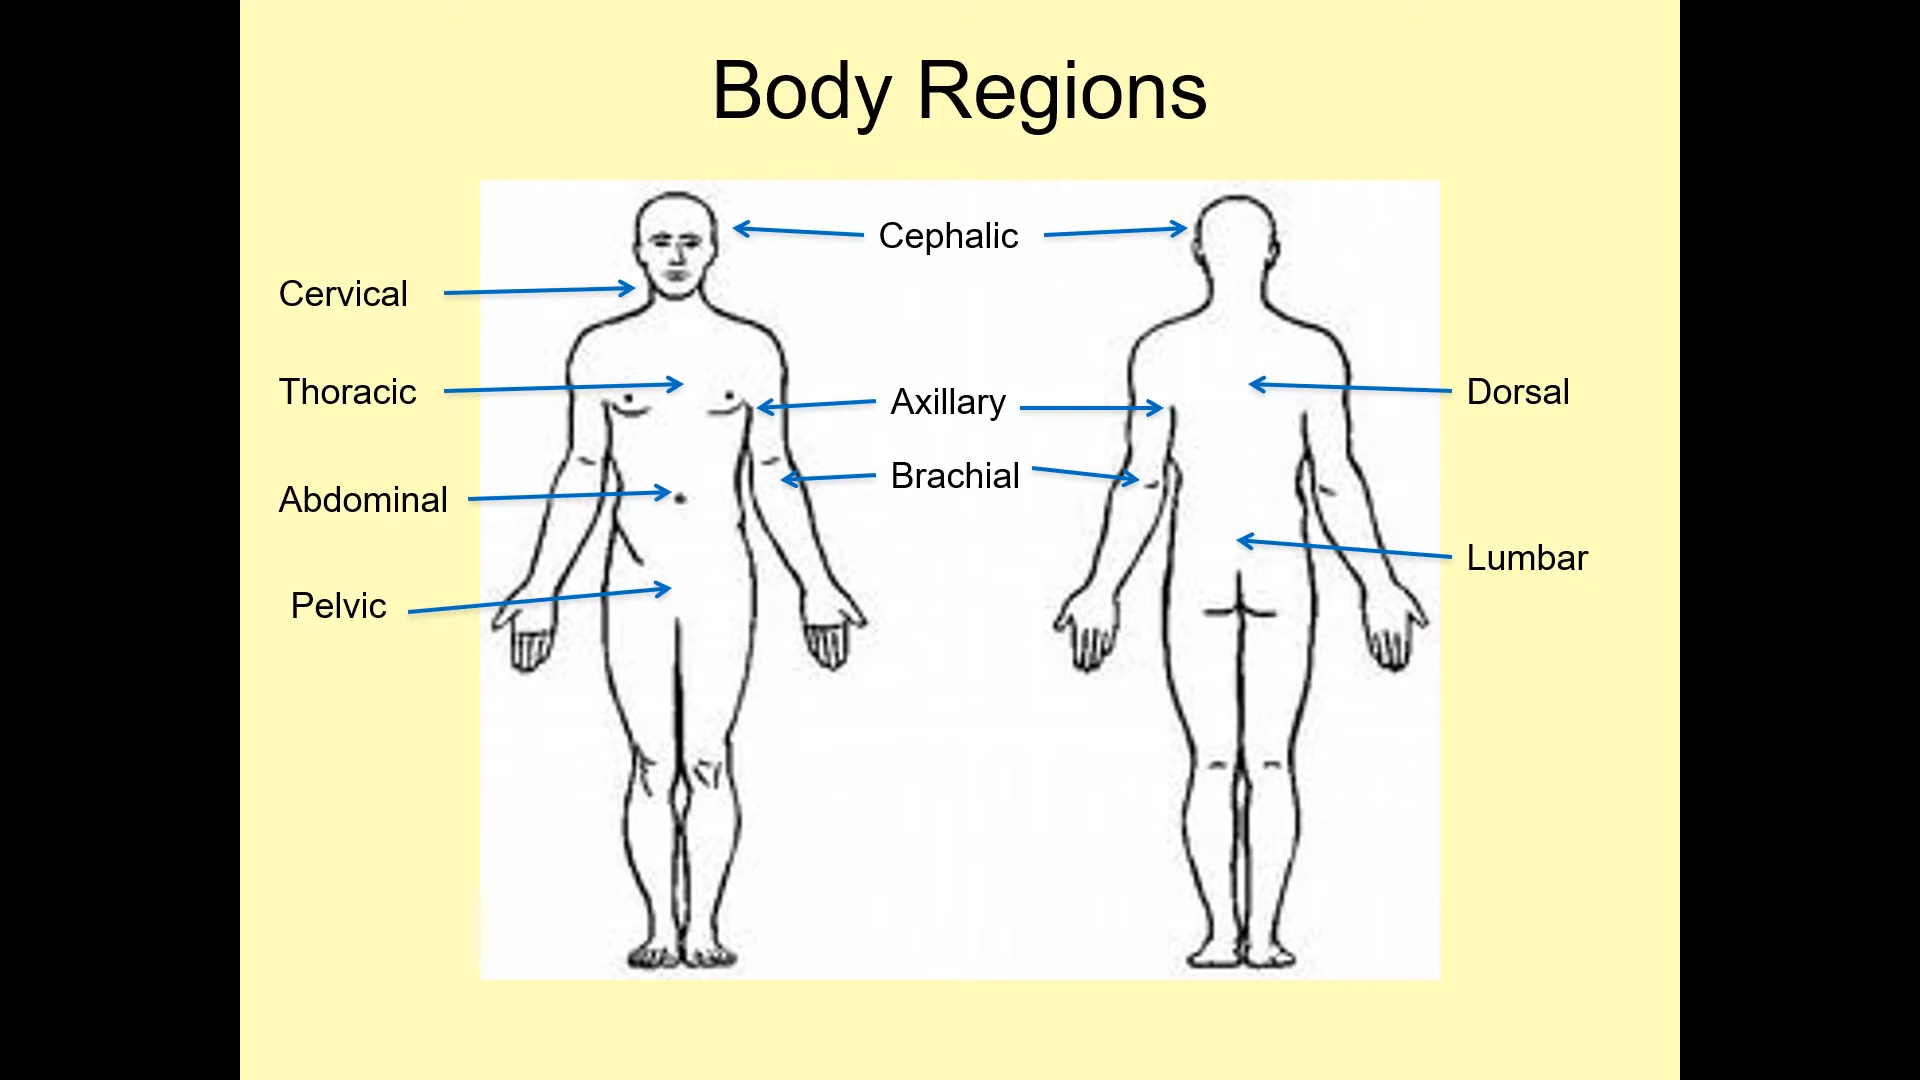 Body Regions
Cephalic
Cervical
Thoracic
Axillary
Dorsal
Brachial
Abdominal
Lumbar
Pelvic